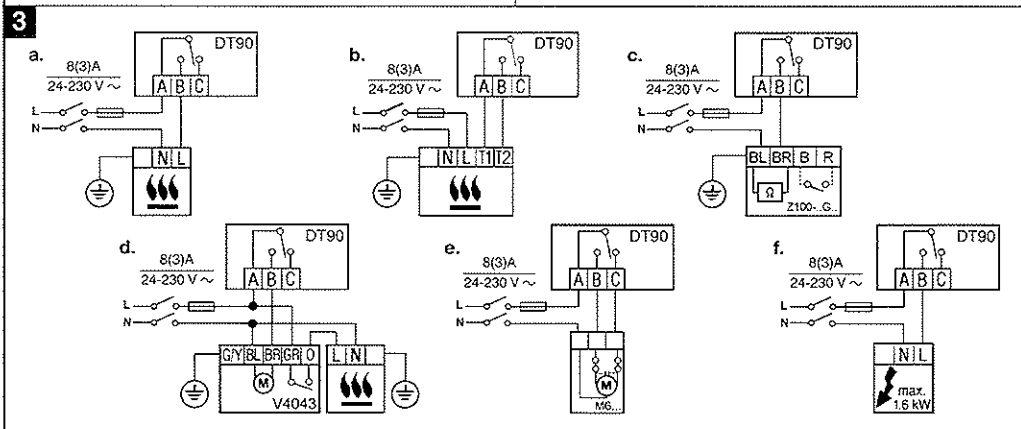 3
a.
DT90
8(3)A
24-230 V ~
A B C
L
N
N L
b.
DT90
8(3)A
24-230 V ~
A B C
L
N
N L T1 T2
c.
DT90
8(3)A
24-230 V ~
A B C
L
N
BL BR B R
Ω
Z100-..G..
d.
DT90
8(3)A
24-230 V ~
A B C
L
N
G/Y BL BR GR O
L N
M
V4043
e.
DT90
8(3)A
24-230 V ~
A B C
L
N
M
M6...
f.
DT90
8(3)A
24-230 V ~
A B C
L
N
N L
max.
1.6 kW